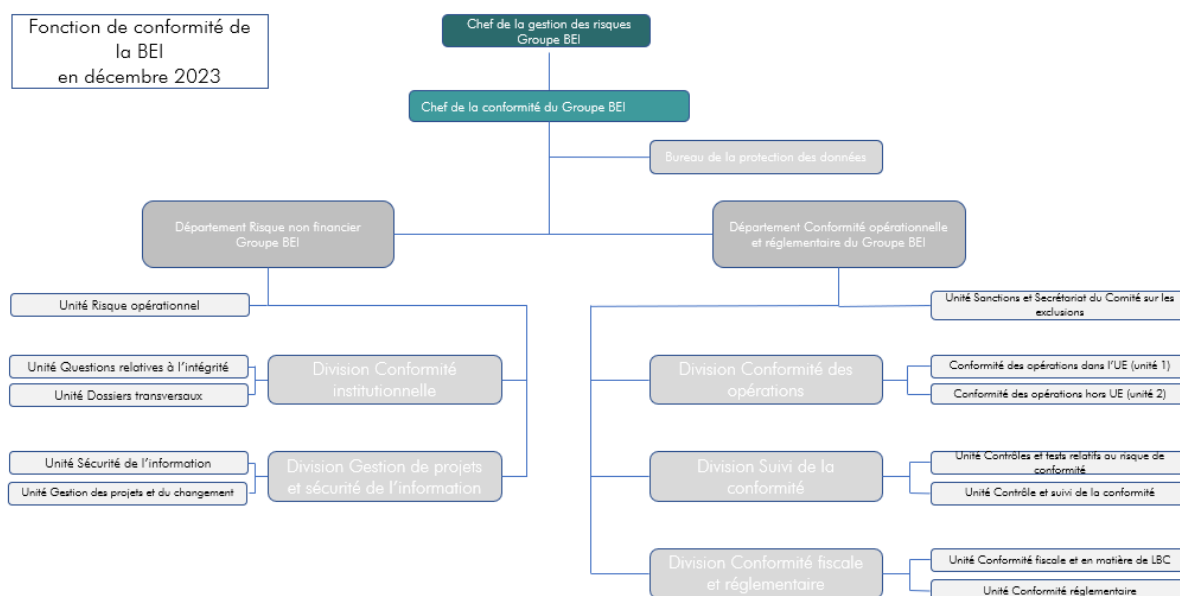 Fonction de conformité de
la BEI
en décembre 2023
Chef de la gestion des risques
Groupe BEI
Chef de la conformité du Groupe BEI
Bureau de la protection des données
Département Risque non financier
Groupe BEI
Département Conformité opérationnelle
et réglementaire du Groupe BEI
Unité Risque opérationnel
Unité Questions relatives à l'intégrité
Unité Dossiers transversaux
Division Conformité
institutionnelle
Unité Sécurité de l'information
Unité Gestion des projets et du changement
Division Gestion de projets
et sécurité de l'information
Unité Sanctions et Secrétariat du Comité sur les
exclusions
Division Conformité des
opérations
Conformité des opérations dans l'UE (unité 1)
Conformité des opérations hors UE (unité 2)
Division Suivi de la
conformité
Unité Contrôles et tests relatifs au risque de
conformité
Unité Contrôle et suivi de la conformité
Division Conformité fiscale
et réglementaire
Unité Conformité fiscale et en matière de LBC
Unité Conformité réglementaire